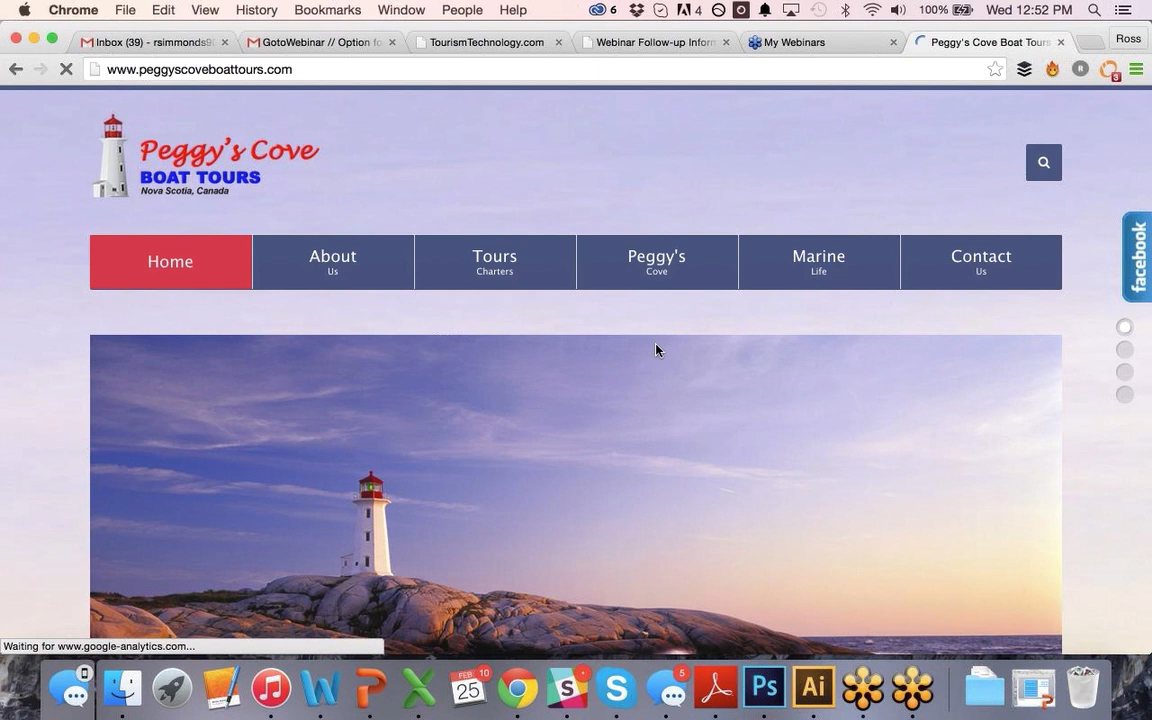 Chrome File Edit View History Bookmarks Window People Help 6 4 100% Wed 12:52 PM
Inbox (39) - rsimmonds9 GotoWebinar // Option fo TourismTechnology.com Webinar Follow-up Inform My Webinars Peggy's Cove Boat Tours Ross
www.peggyscoveboattours.com 3
Peggy's Cove
BOAT TOURS
Nova Scotia, Canada
Home About Tours Peggy's Marine Contact
Us Charters Cove Life Us
facebook
Waiting for www.google-analytics.com...
FEB 10 5
25 Ps Ai